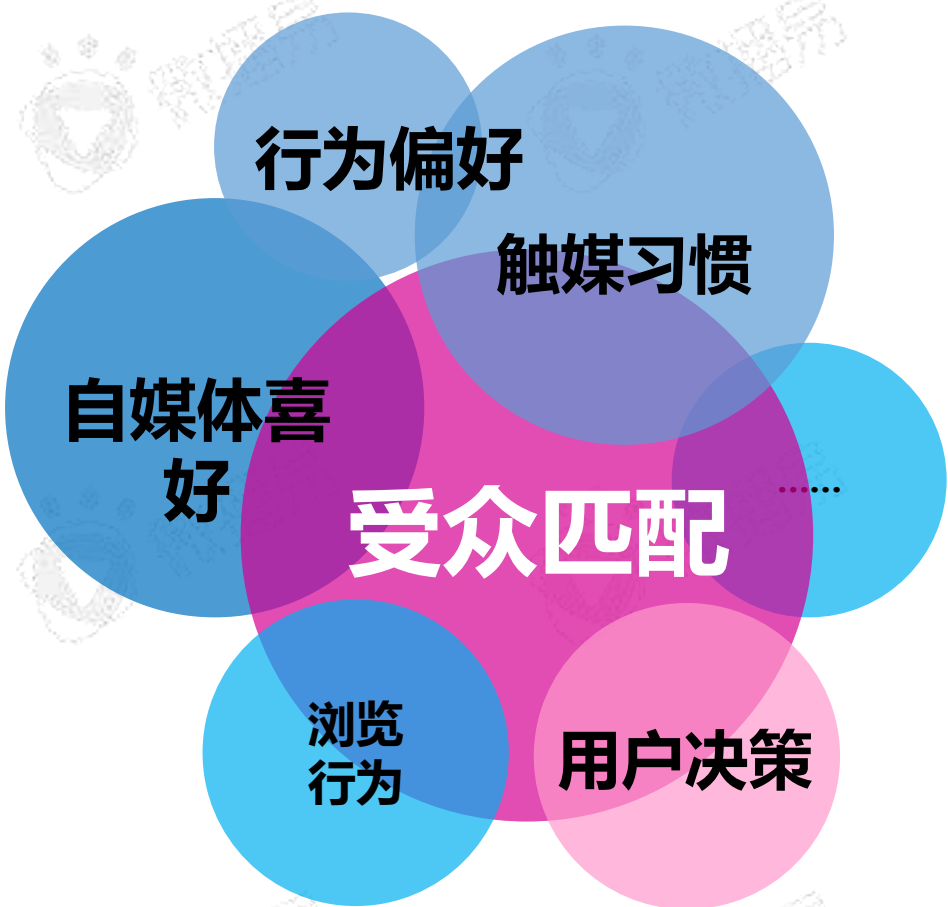 行为偏好
触媒习惯
自媒体喜
好
受众匹配
......
浏览
行为
用户决策